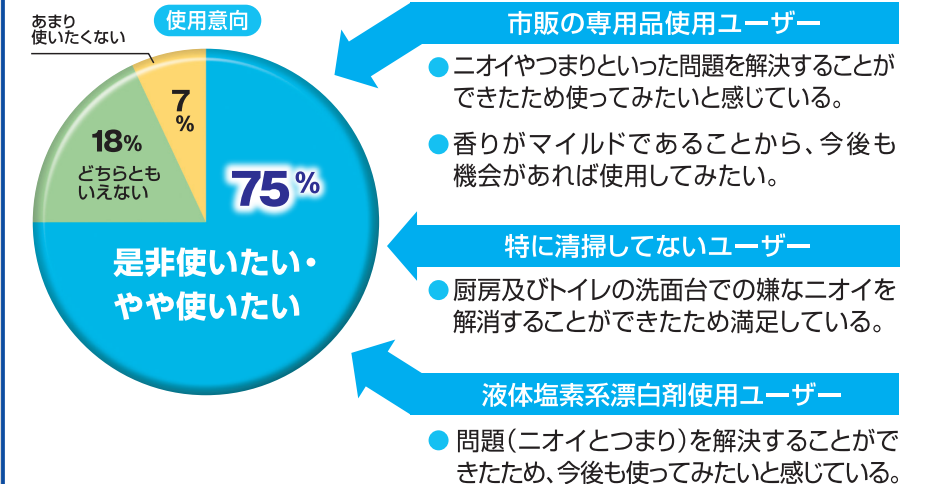 使用意向
あまり
使いたくない
7
%
18%
どちらとも
いえない
75%
是非使いたい・
やや使いたい
市販の専用品使用ユーザー
●ニオイやつまりといった問題を解決することが
できたため使ってみたいと感じている。
●香りがマイルドであることから、今後も
機会があれば使用してみたい。
特に清掃してないユーザー
●厨房及びトイレの洗面台での嫌なニオイを
解消することができたため満足している。
液体塩素系漂白剤使用ユーザー
●問題(ニオイとつまり)を解決することがで
きたため、今後も使ってみたいと感じている。